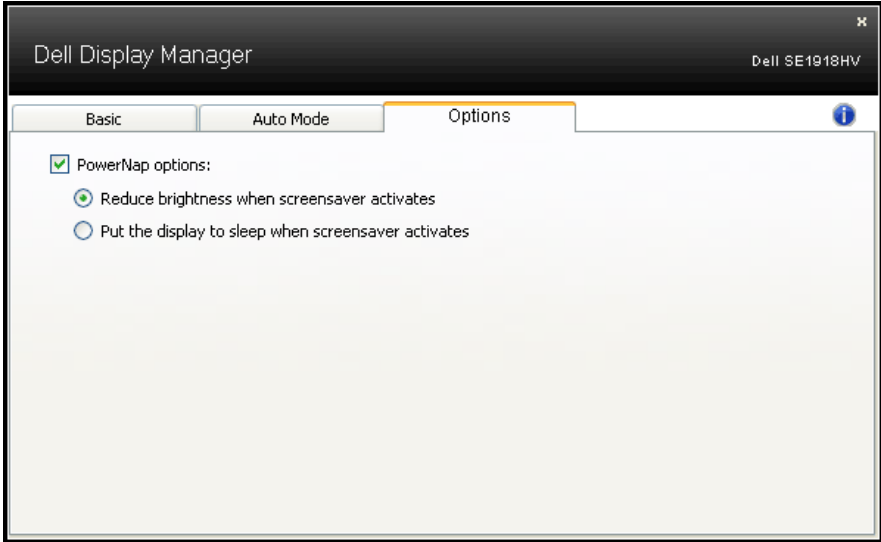 Dell Display Manager
Dell SE1918HV
Basic
Auto Mode
Options
PowerNap options:
Reduce brightness when screensaver activates
Put the display to sleep when screensaver activates